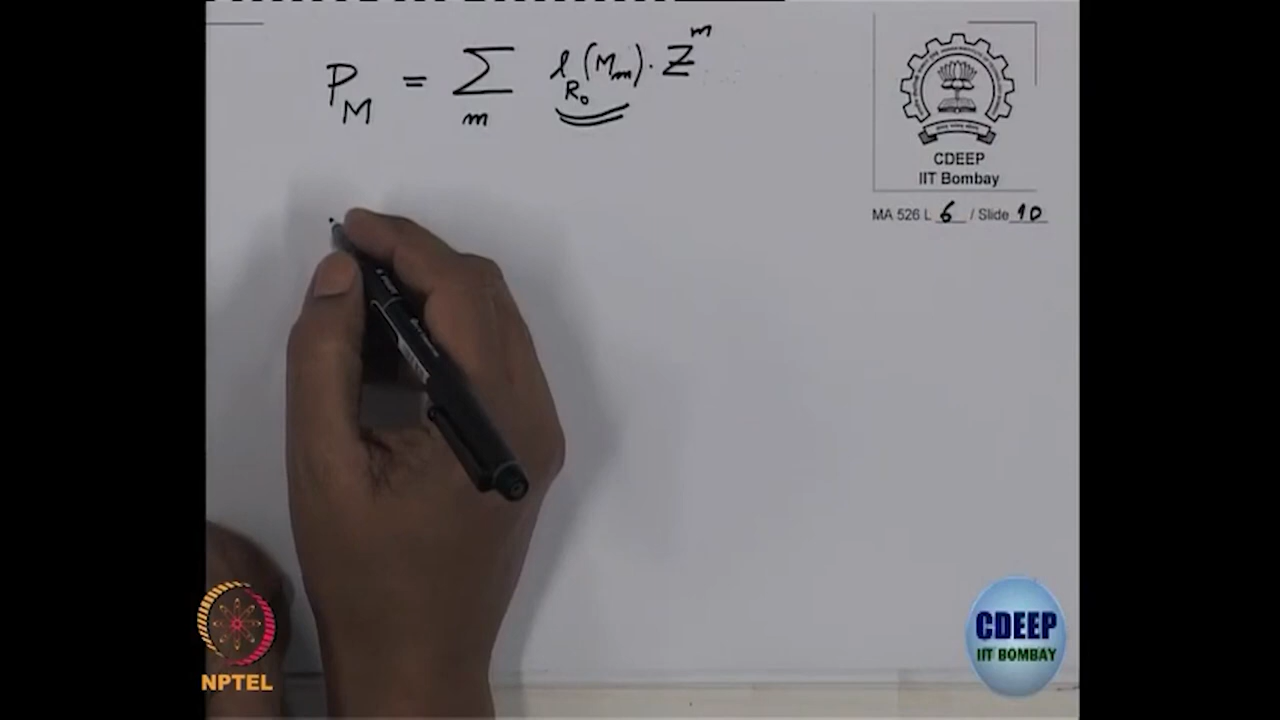 P_M = Σ_m ℓ_{R_0}(M_m) · Z^m
CDEEP
IIT Bombay
MA 526 L 6 / Slide 10
NPTEL
CDEEP
IIT BOMBAY